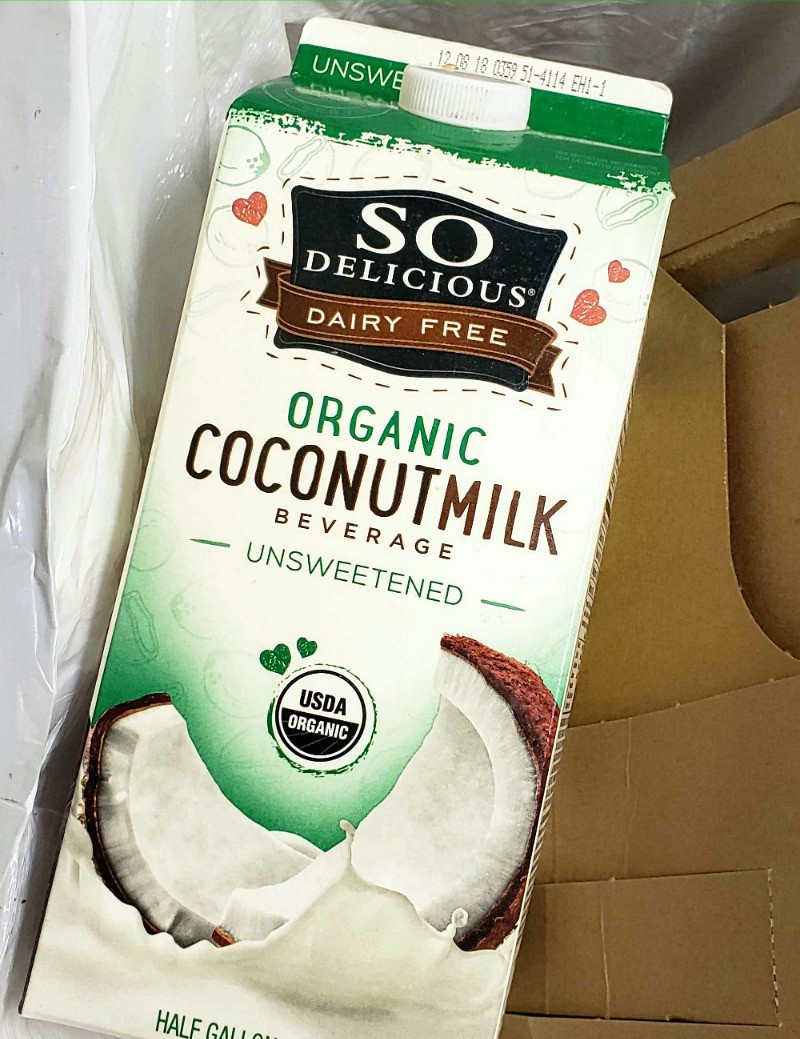 12 08 18 0359 51-4114 EH1-1
UNSWE
SO
DELICIOUS®
DAIRY FREE
ORGANIC
COCONUTMILK
BEVERAGE
UNSWEETENED
USDA
ORGANIC
HALF GALLON